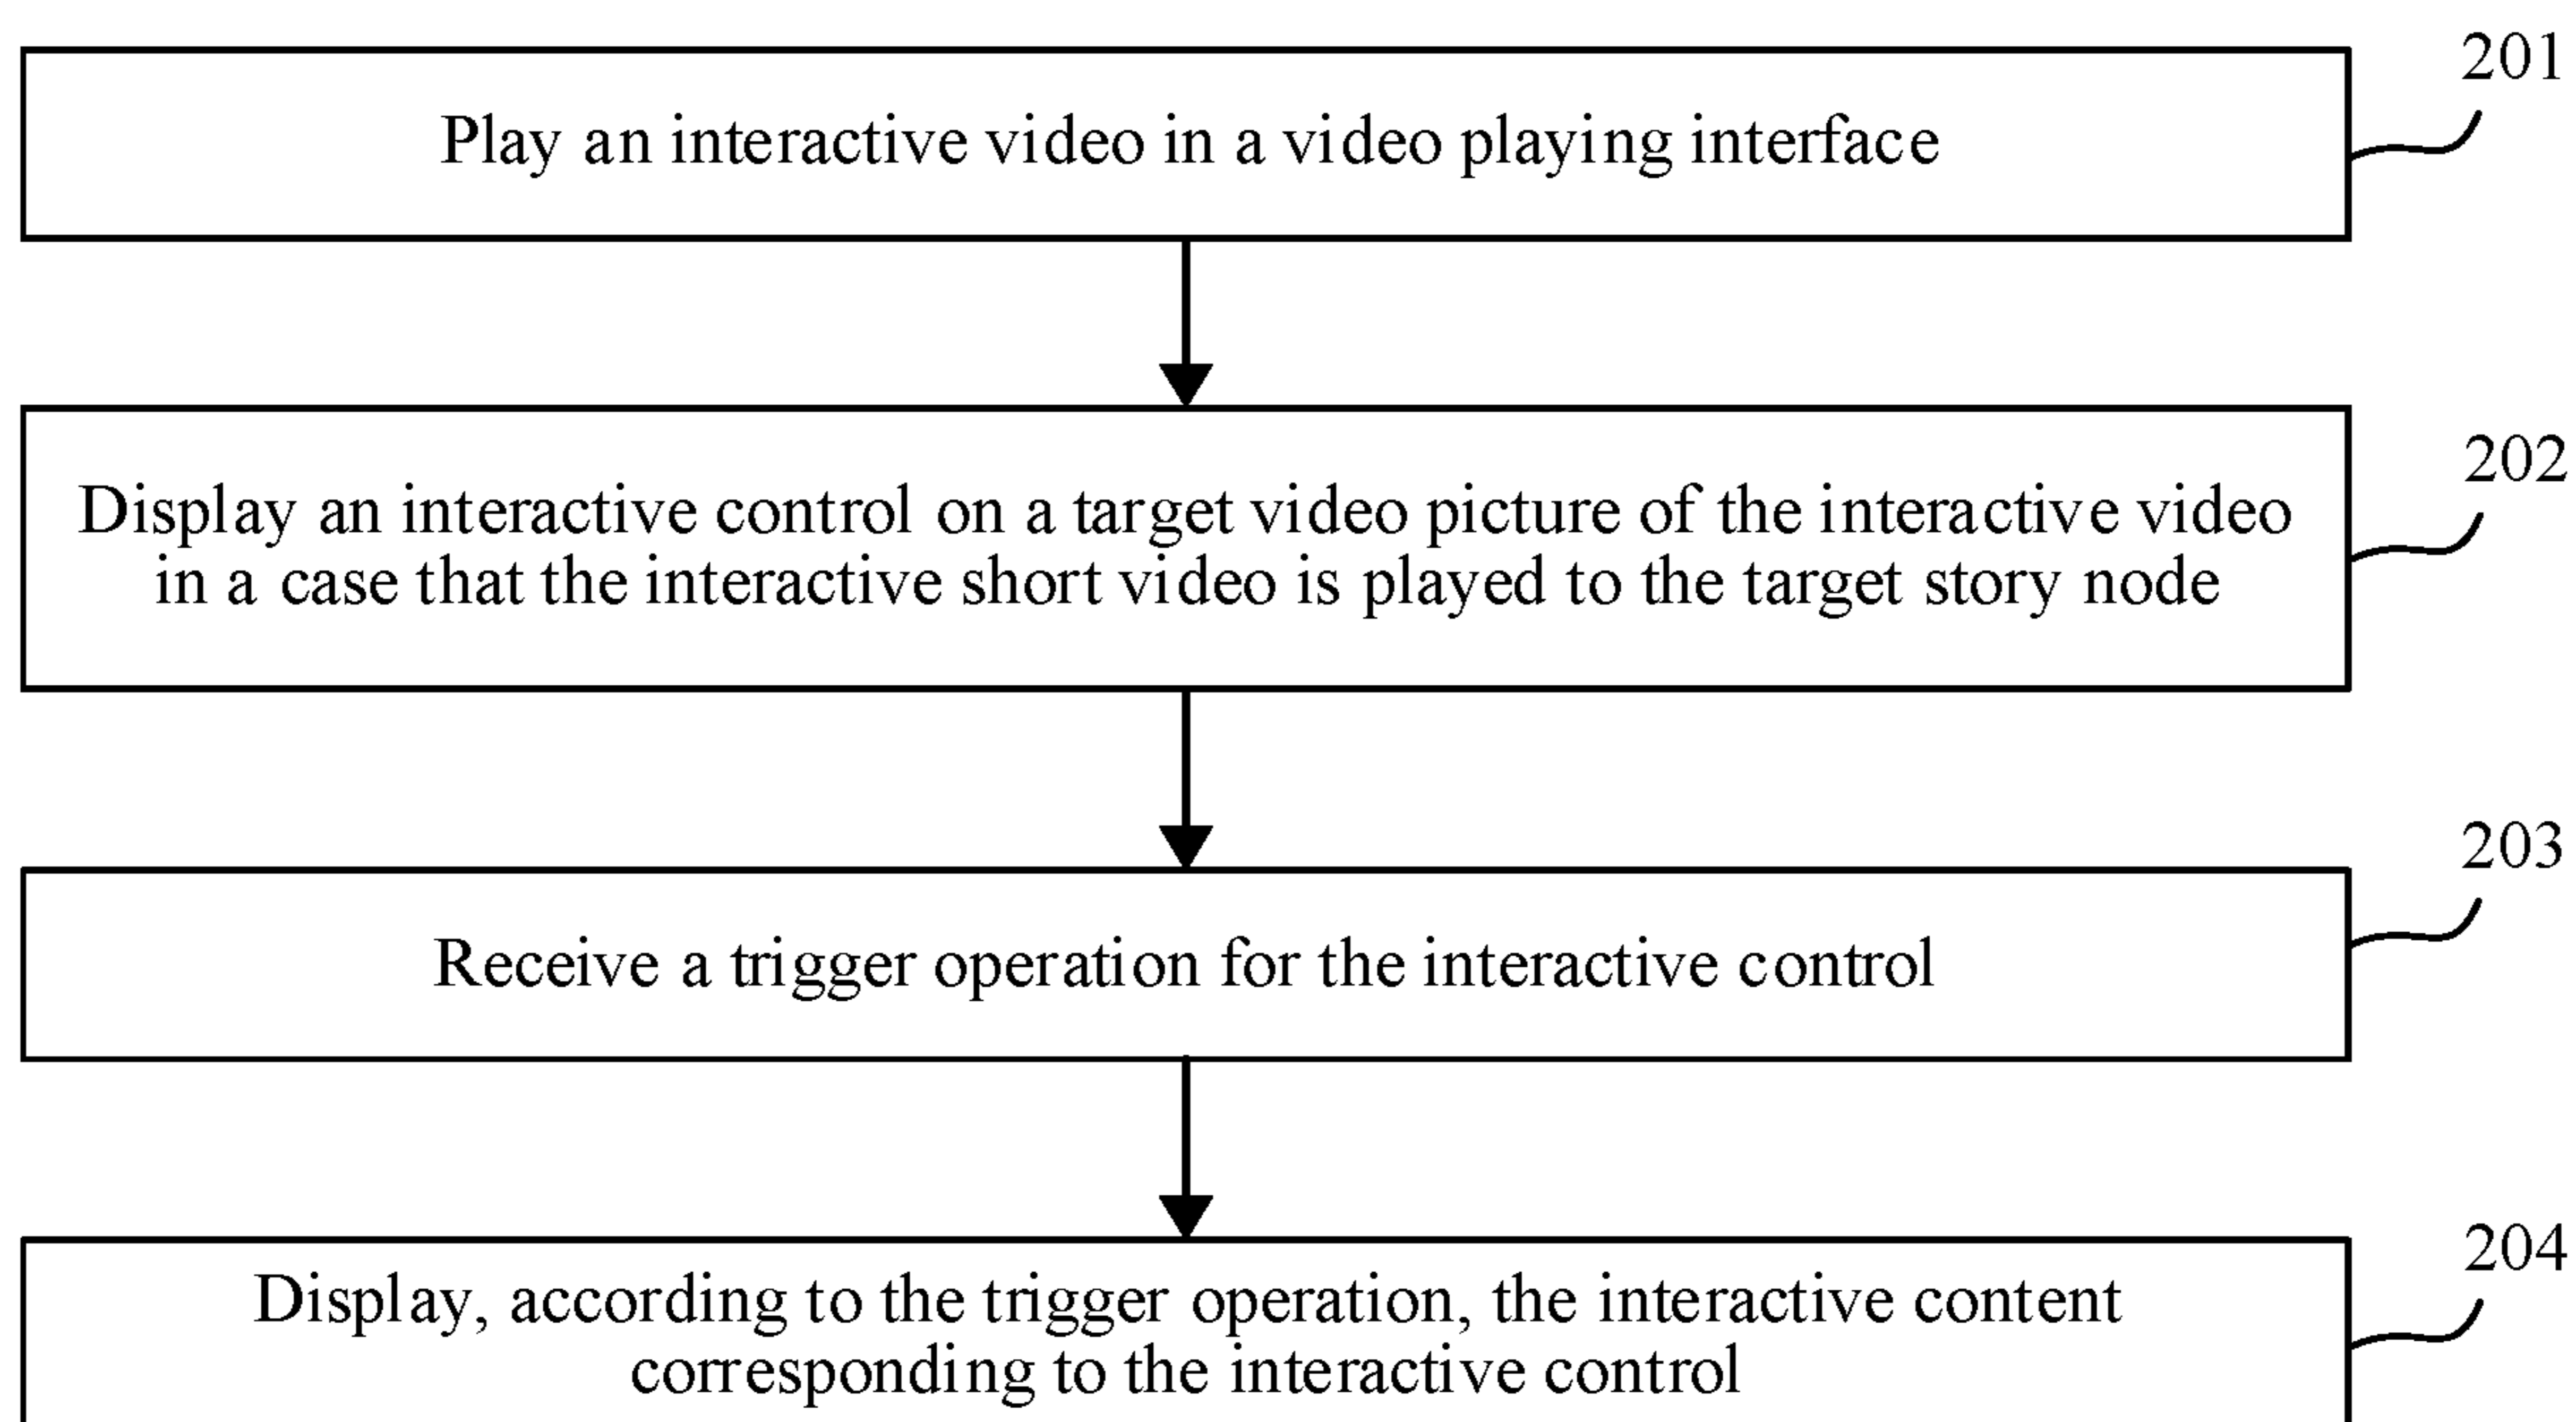 201
Play an interactive video in a video playing interface
202
Display an interactive control on a target video picture of the interactive video
in a case that the interactive short video is played to the target story node
203
Receive a trigger operation for the interactive control
204
Display, according to the trigger operation, the interactive content
corresponding to the interactive control